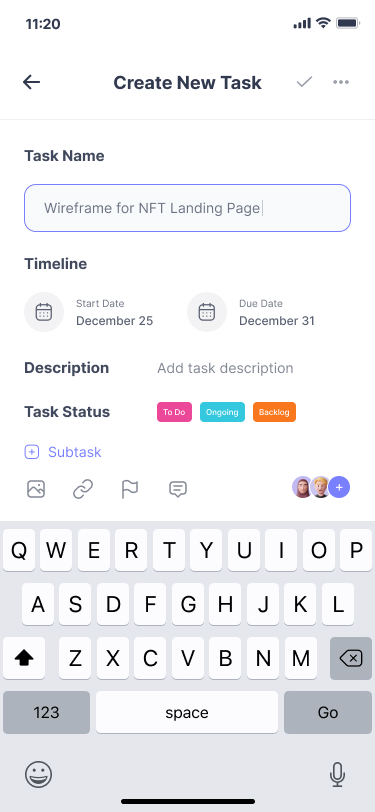 11:20
Create New Task
Task Name
Wireframe for NFT Landing Page
Timeline
Start Date
December 25
Due Date
December 31
Description
Add task description
Task Status
To Do
Ongoing
Backlog
Subtask
Q W E R T Y U I O P
A S D F G H J K L
Z X C V B N M
123 space Go